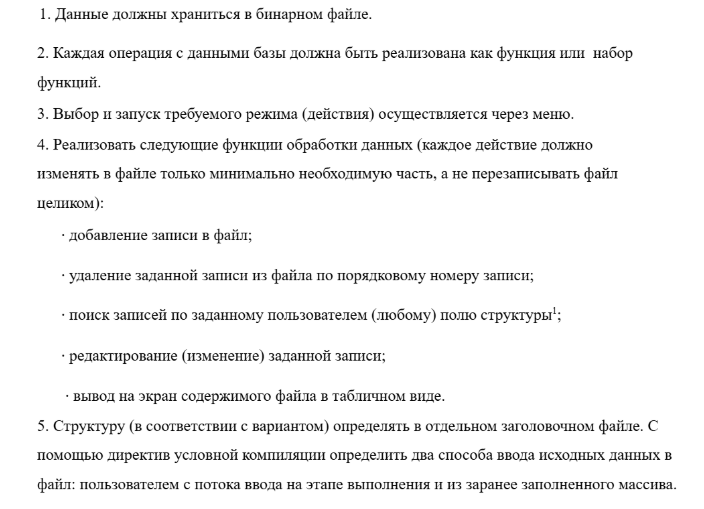 1. Данные должны храниться в бинарном файле.
2. Каждая операция с данными базы должна быть реализована как функция или  набор
функций.
3. Выбор и запуск требуемого режима (действия) осуществляется через меню.
4. Реализовать следующие функции обработки данных (каждое действие должно
изменять в файле только минимально необходимую часть, а не перезаписывать файл
целиком):
· добавление записи в файл;
· удаление заданной записи из файла по порядковому номеру записи;
· поиск записей по заданному пользователем (любому) полю структуры¹;
· редактирование (изменение) заданной записи;
· вывод на экран содержимого файла в табличном виде.
5. Структуру (в соответствии с вариантом) определять в отдельном заголовочном файле. С
помощью директив условной компиляции определить два способа ввода исходных данных в
файл: пользователем с потока ввода на этапе выполнения и из заранее заполненного массива.